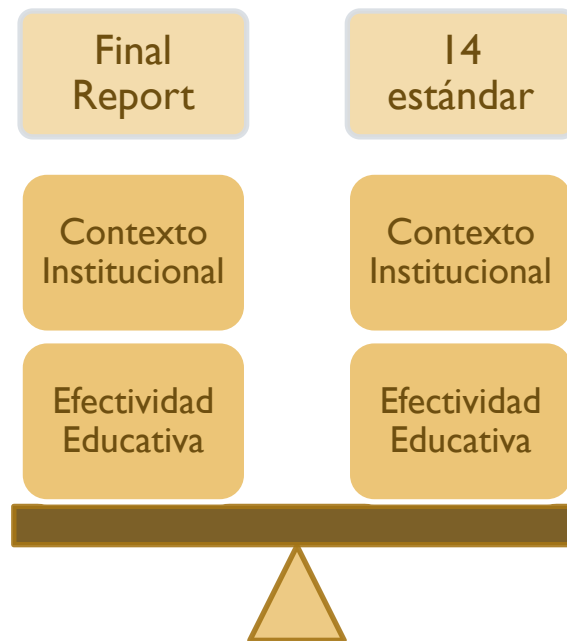 Final
Report
14
estándar
Contexto
Institucional
Contexto
Institucional
Efectividad
Educativa
Efectividad
Educativa